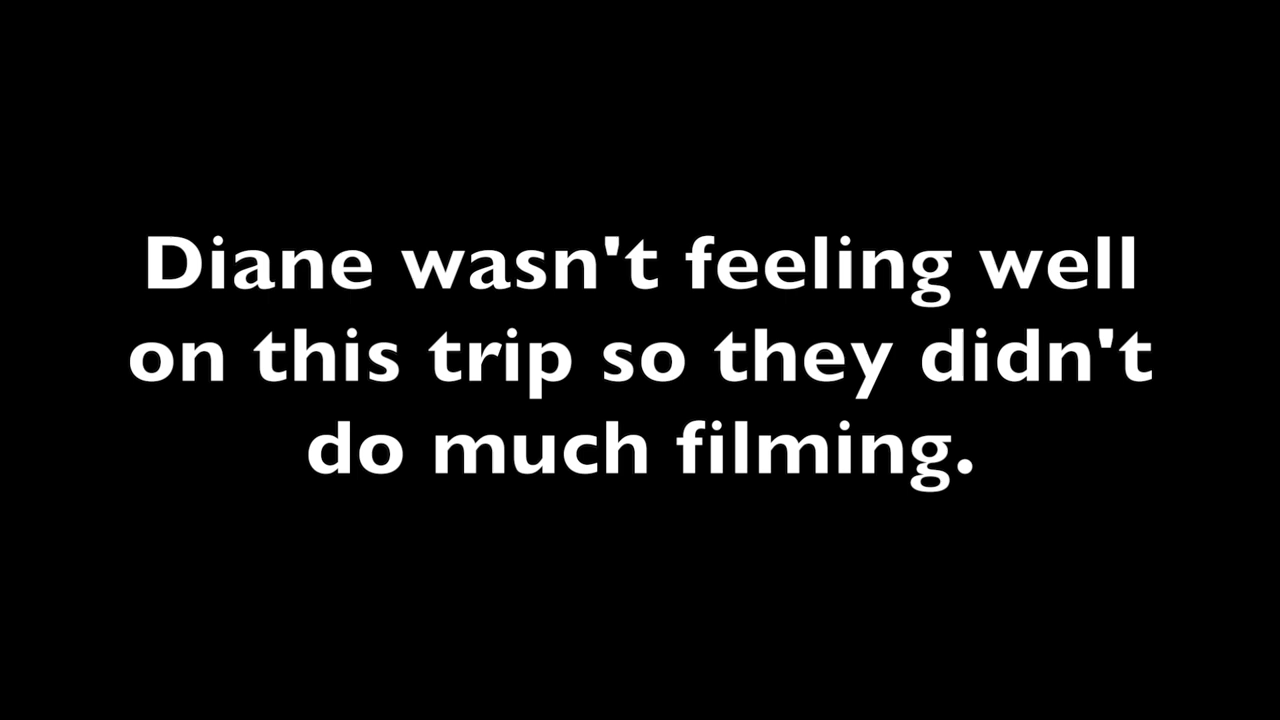 Diane wasn't feeling well
on this trip so they didn't
do much filming.